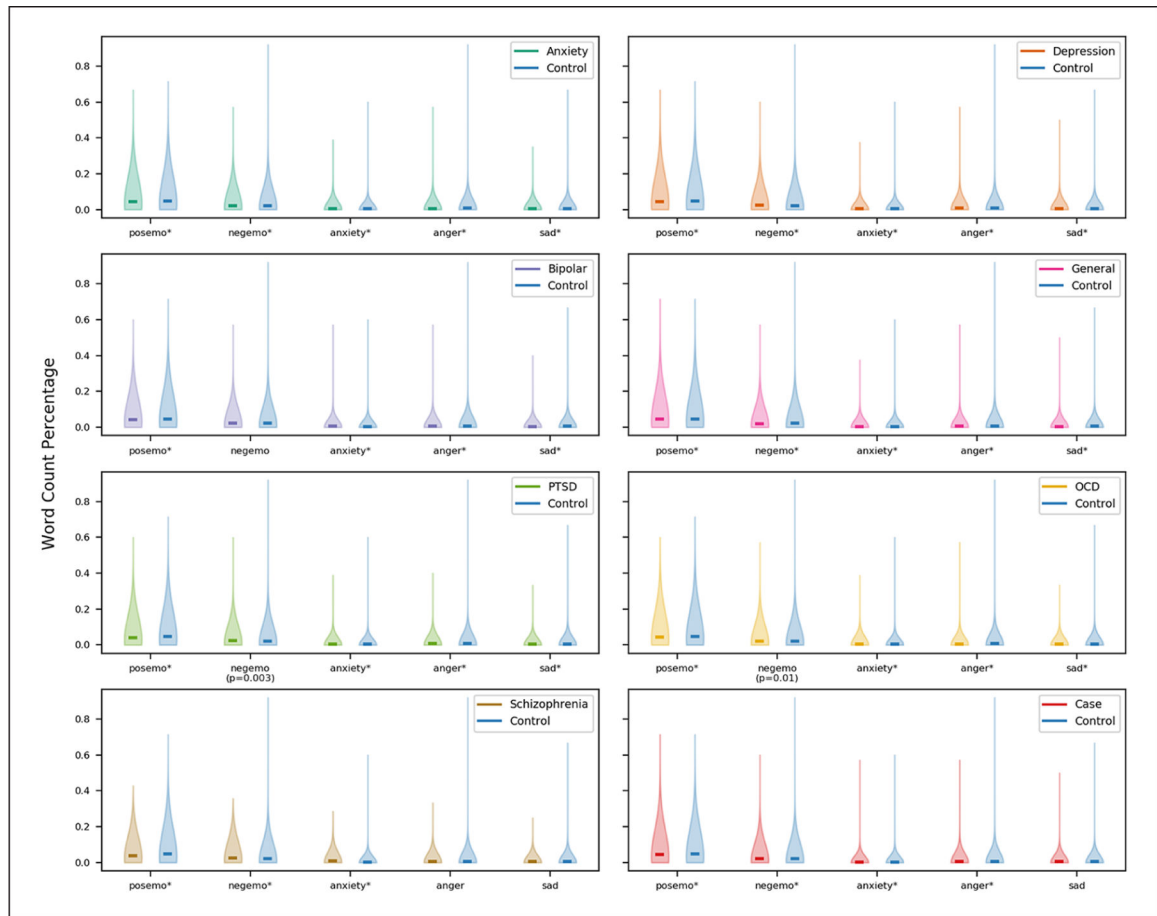 Word Count Percentage
Anxiety
Control
0.8
0.6
0.4
0.2
0.0
posemo* negemo* anxiety* anger* sad*
Depression
Control
posemo* negemo* anxiety* anger* sad*
Bipolar
Control
0.8
0.6
0.4
0.2
0.0
posemo* negemo anxiety* anger* sad*
General
Control
posemo* negemo* anxiety* anger* sad*
PTSD
Control
0.8
0.6
0.4
0.2
0.0
posemo* negemo anxiety* anger* sad*
(p=0.003)
OCD
Control
posemo* negemo anxiety* anger* sad*
(p=0.01)
Schizophrenia
Control
0.8
0.6
0.4
0.2
0.0
posemo* negemo* anxiety* anger sad
Case
Control
posemo* negemo* anxiety* anger* sad